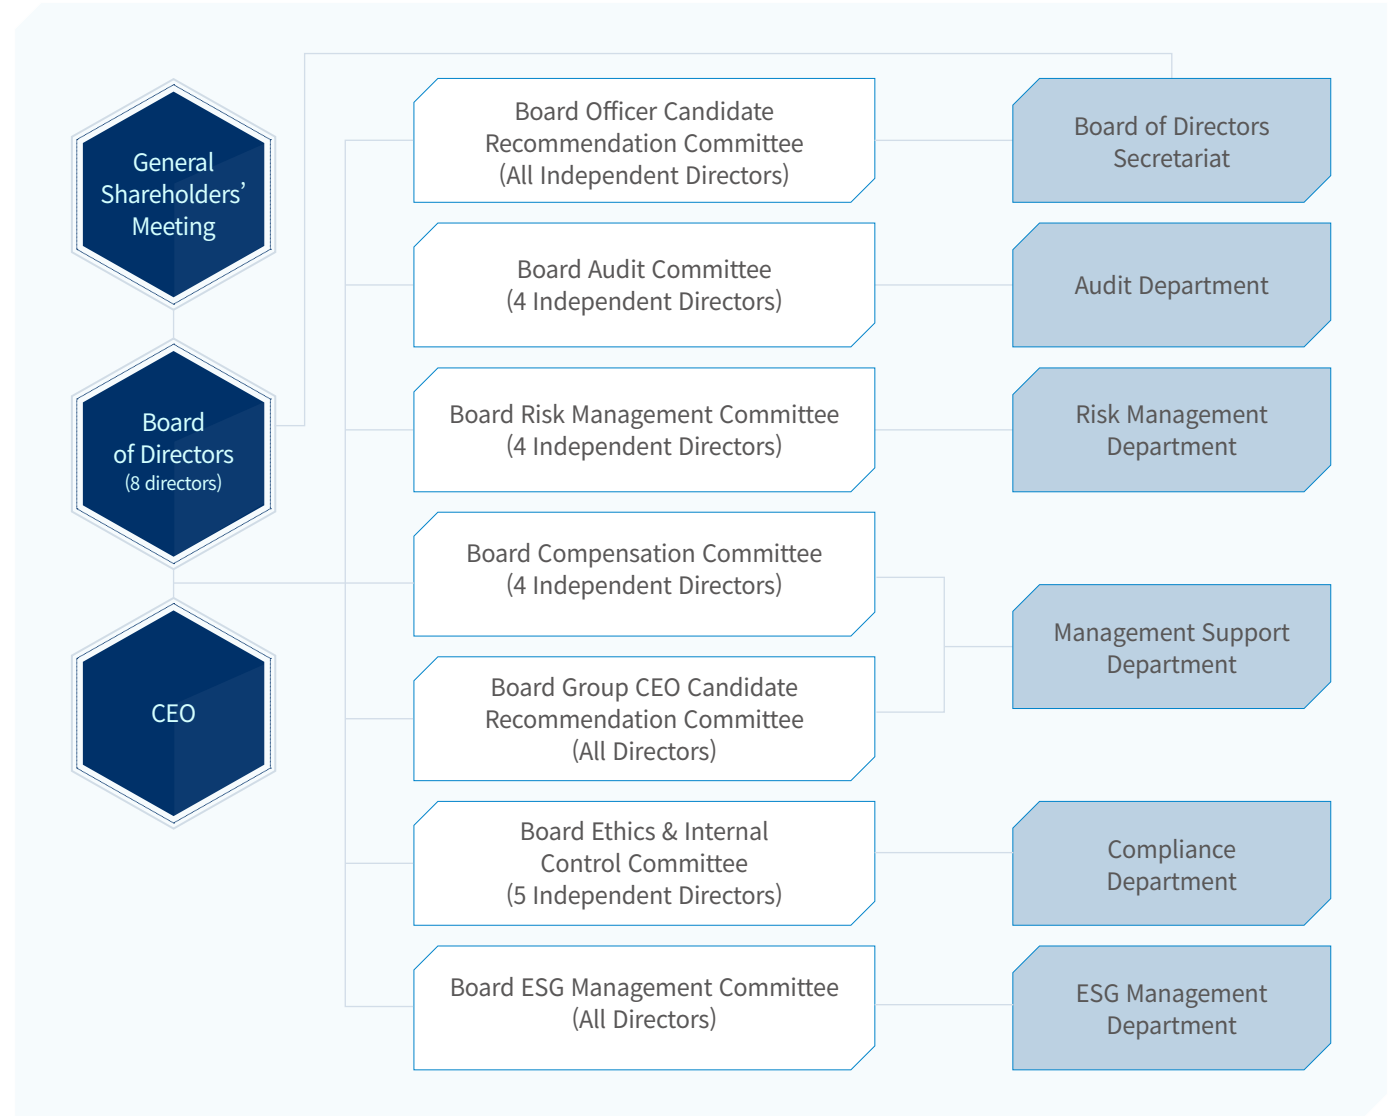 General
Shareholders’
Meeting
Board
of Directors
(8 directors)
CEO
Board Officer Candidate
Recommendation Committee
(All Independent Directors)
Board of Directors
Secretariat
Board Audit Committee
(4 Independent Directors)
Audit Department
Board Risk Management Committee
(4 Independent Directors)
Risk Management
Department
Board Compensation Committee
(4 Independent Directors)
Board Group CEO Candidate
Recommendation Committee
(All Directors)
Management Support
Department
Board Ethics & Internal
Control Committee
(5 Independent Directors)
Compliance
Department
Board ESG Management Committee
(All Directors)
ESG Management
Department